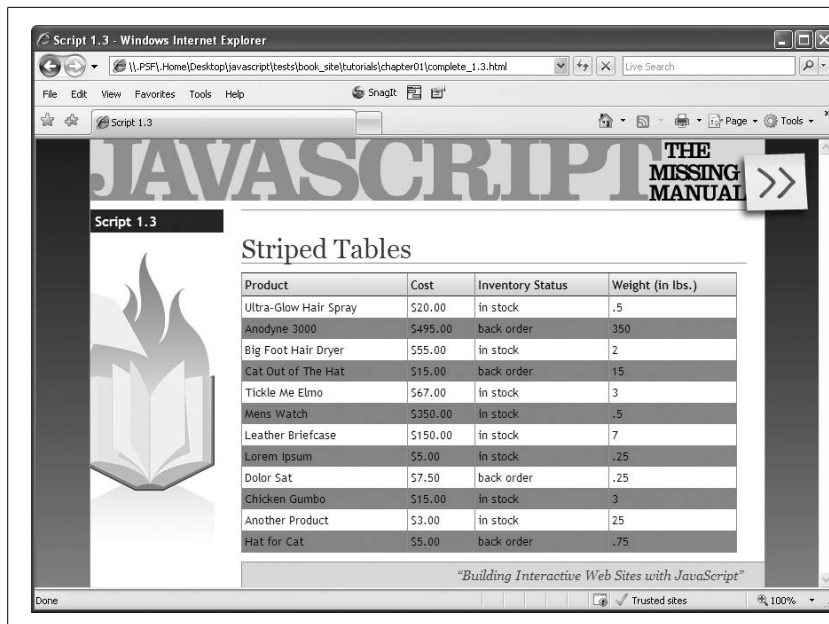 Script 1.3 - Windows Internet Explorer
\\.PSF\.Home\Desktop\javascript\tests\book_site\tutorials\chapter01\complete_1.3.html
Live Search
File Edit View Favorites Tools Help
SnagIt
Script 1.3
Page
Tools
JAVASCRIPT
THE
MISSING
MANUAL
Script 1.3
Striped Tables
Product Cost Inventory Status Weight (in lbs.)
Ultra-Glow Hair Spray $20.00 in stock .5
Anodyne 3000 $495.00 back order 350
Big Foot Hair Dryer $55.00 in stock 2
Cat Out of The Hat $15.00 back order 15
Tickle Me Elmo $67.00 in stock 3
Mens Watch $350.00 in stock .5
Leather Briefcase $150.00 in stock 7
Lorem Ipsum $5.00 in stock .25
Dolor Sat $7.50 back order .25
Chicken Gumbo $15.00 in stock 3
Another Product $3.00 in stock 25
Hat for Cat $5.00 back order .75
“Building Interactive Web Sites with JavaScript”
Done
Trusted sites
100%